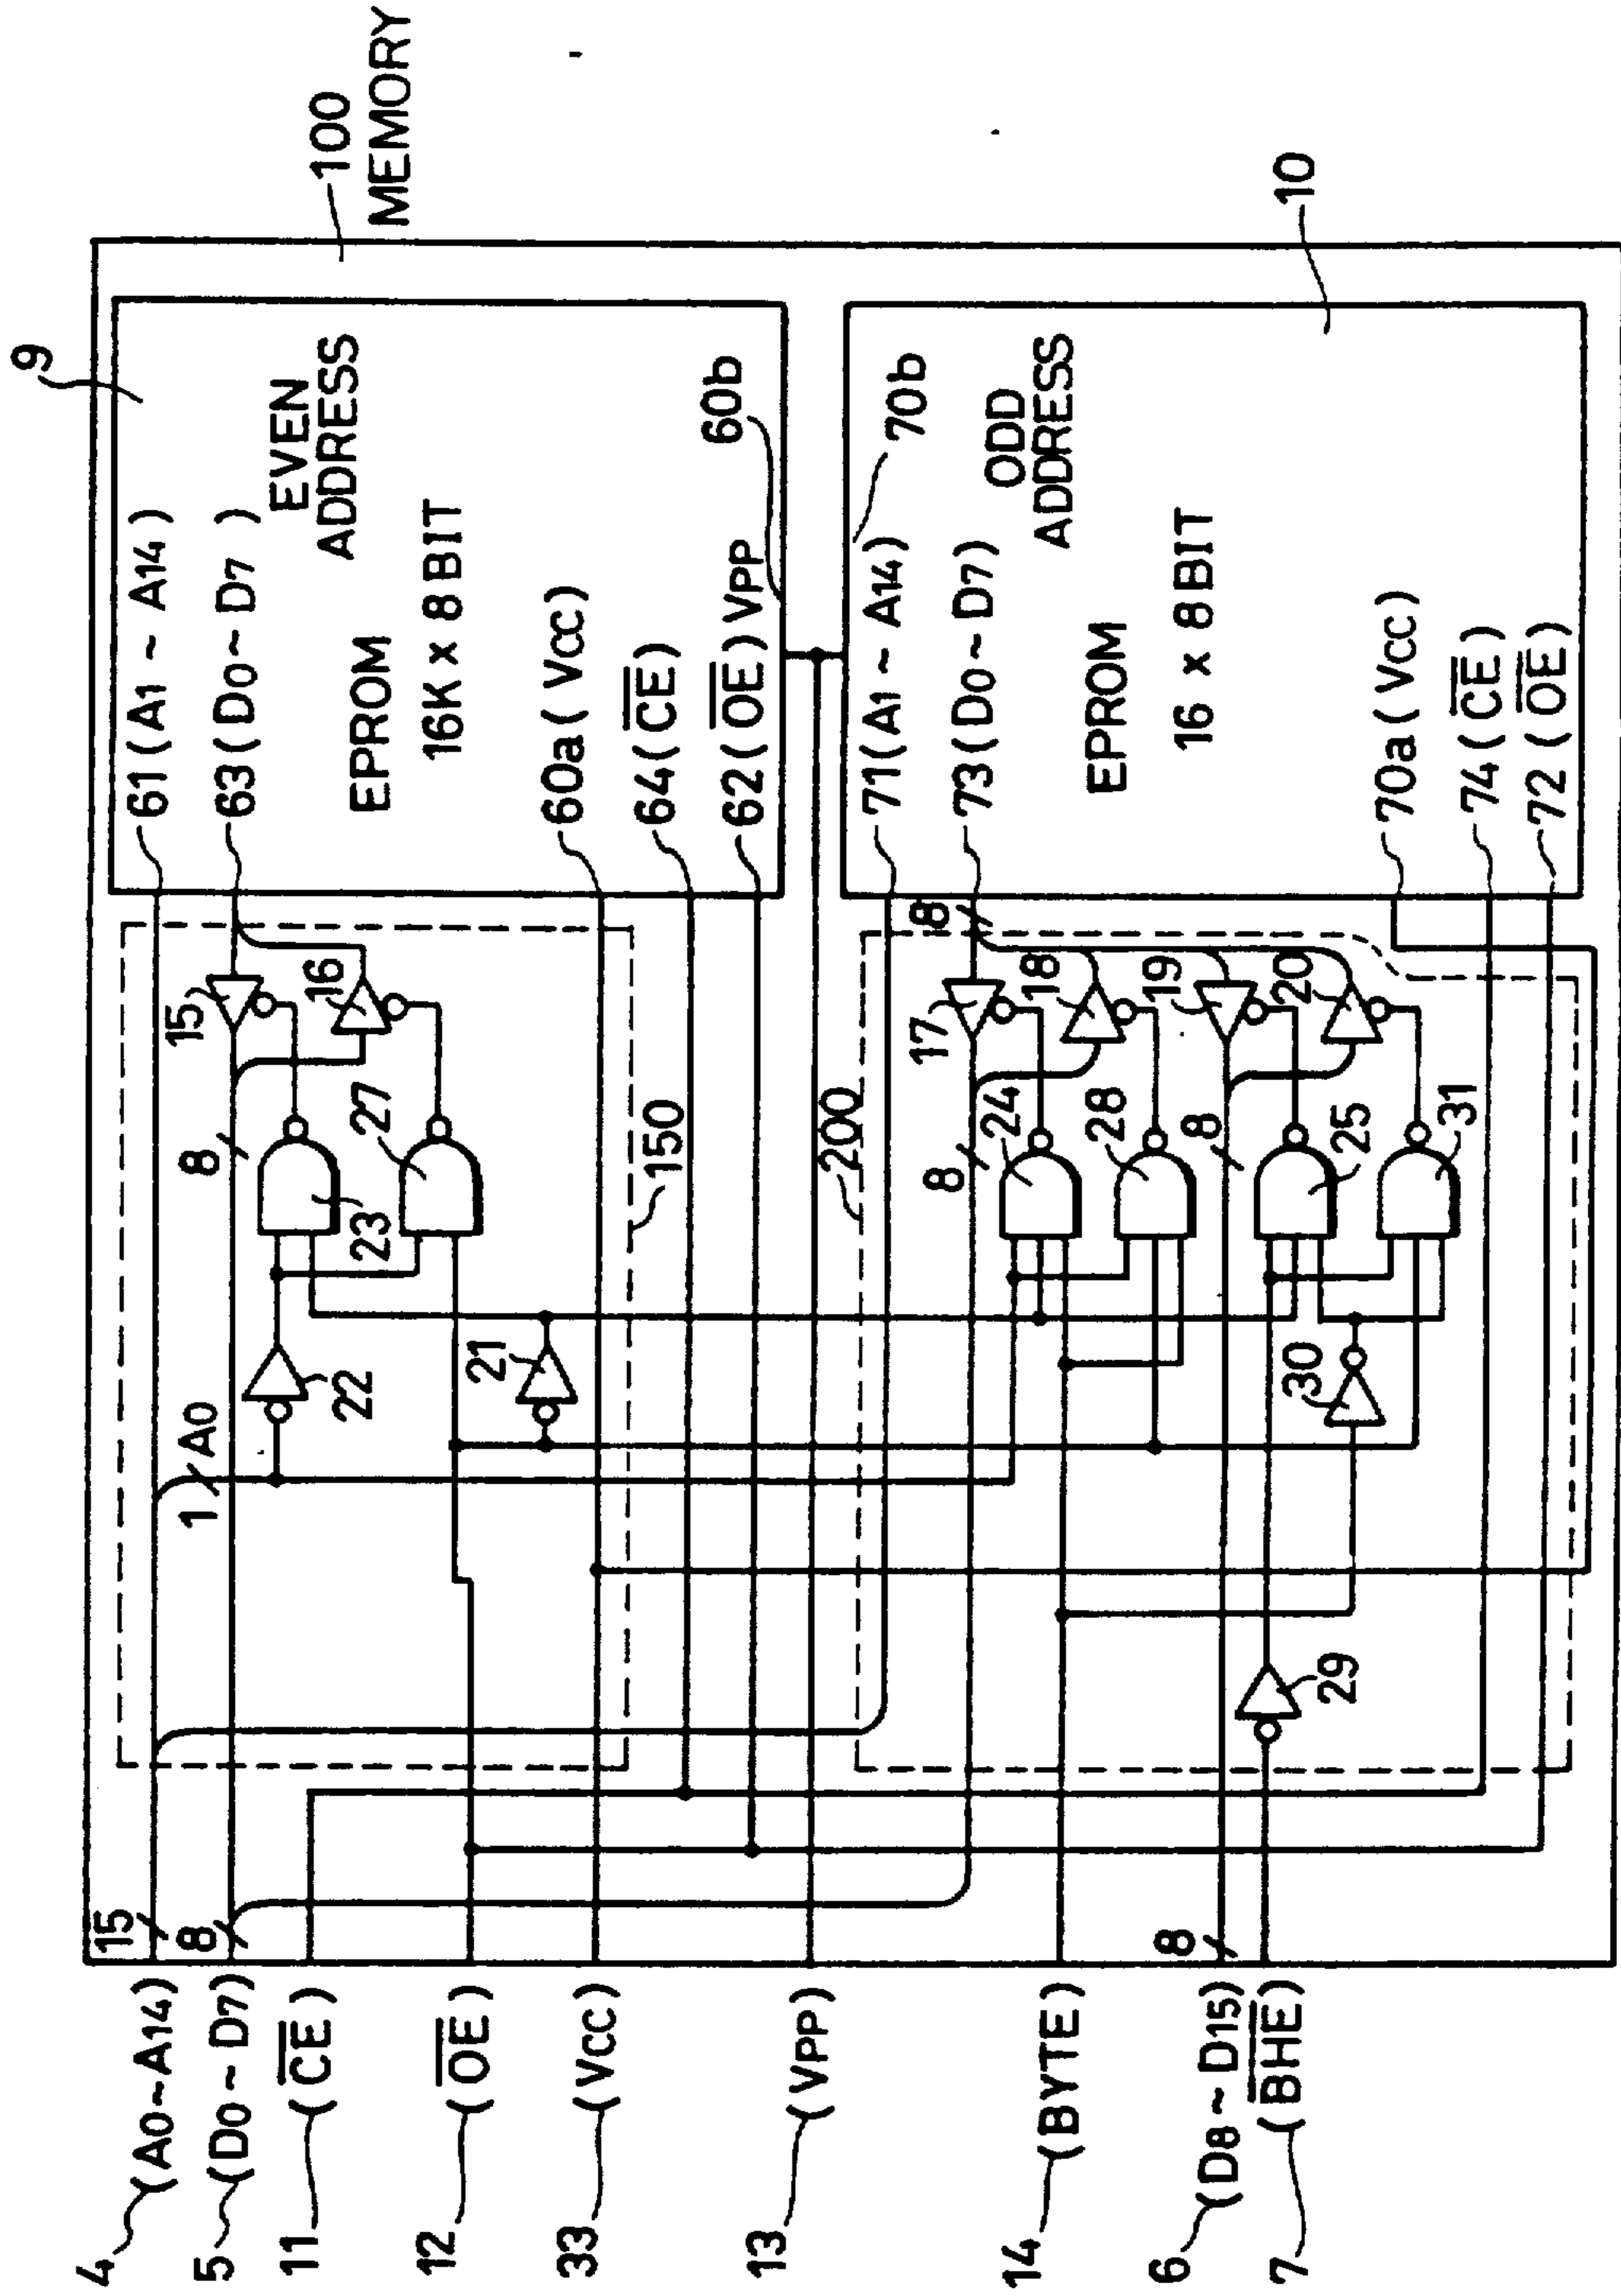 100
MEMORY
9
EVEN
ADDRESS
61 (A1 ~ A14)
63 (D0 ~ D7 )
EPROM
16K x 8 BIT
60a ( VCC )
64 ( CE )
62 ( OE ) VPP
60b
10
70b
ODD
ADDRESS
71 (A1 ~ A14)
73 (D0 ~ D7)
EPROM
16 x 8 BIT
70a ( VCC )
74 ( CE )
72 ( OE )
15
16
8
23
27
22
21
1
A0
150
8
17
18
19
20
200
8
24
28
8
25
31
30
29
15
8
8
4
(A0 ~ A14)
5
(D0 ~ D7)
11
( CE )
12
( OE )
33
( VCC )
13
( VPP )
14
( BYTE )
6
(D8 ~ D15)
7
( BHE )